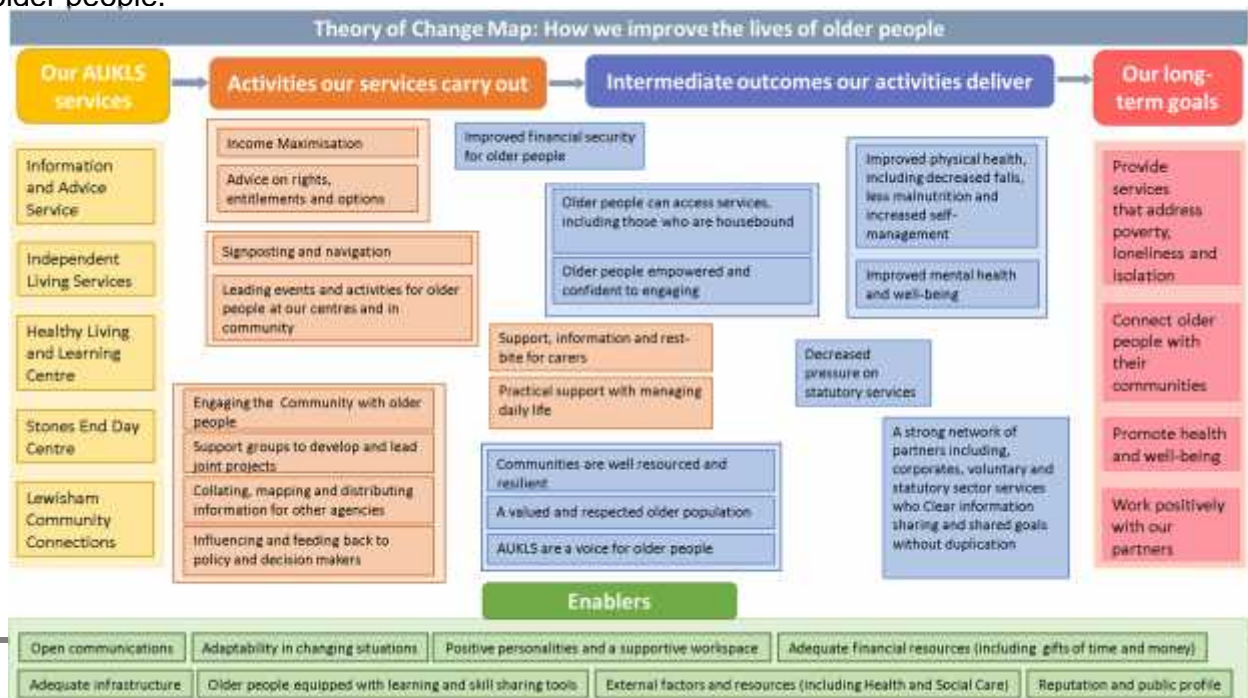 older people.
Theory of Change Map: How we improve the lives of older people
Our AUKLS
services
Activities our services carry out
Intermediate outcomes our activities deliver
Our long-
term goals
Information
and Advice
Service
Independent
Living Services
Healthy Living
and Learning
Centre
Stones End Day
Centre
Lewisham
Community
Connections
Income Maximisation
Advice on rights,
entitlements and options
Signposting and navigation
Leading events and activities for older
people at our centres and in
community
Engaging the Community with older
people
Support groups to develop and lead
joint projects
Collating, mapping and distributing
information for other agencies
Influencing and feeding back to
policy and decision makers
Improved financial security
for older people
Older people can access services,
including those who are housebound
Older people empowered and
confident to engaging
Support, information and rest-
bite for carers
Practical support with managing
daily life
Communities are well resourced and
resilient
A valued and respected older population
AUKLS are a voice for older people
Improved physical health,
including decreased falls,
less malnutrition and
increased self-
management
Improved mental health
and well-being
Decreased
pressure on
statutory services
A strong network of
partners including,
corporates, voluntary and
statutory sector services
who Clear information
sharing and shared goals
without duplication
Provide
services
that address
poverty,
loneliness and
isolation
Connect older
people with
their
communities
Promote health
and well-being
Work positively
with our
partners
Enablers
Open communications
Adaptability in changing situations
Positive personalities and a supportive workspace
Adequate financial resources (including gifts of time and money)
Adequate infrastructure
Older people equipped with learning and skill sharing tools
External factors and resources (including Health and Social Care)
Reputation and public profile